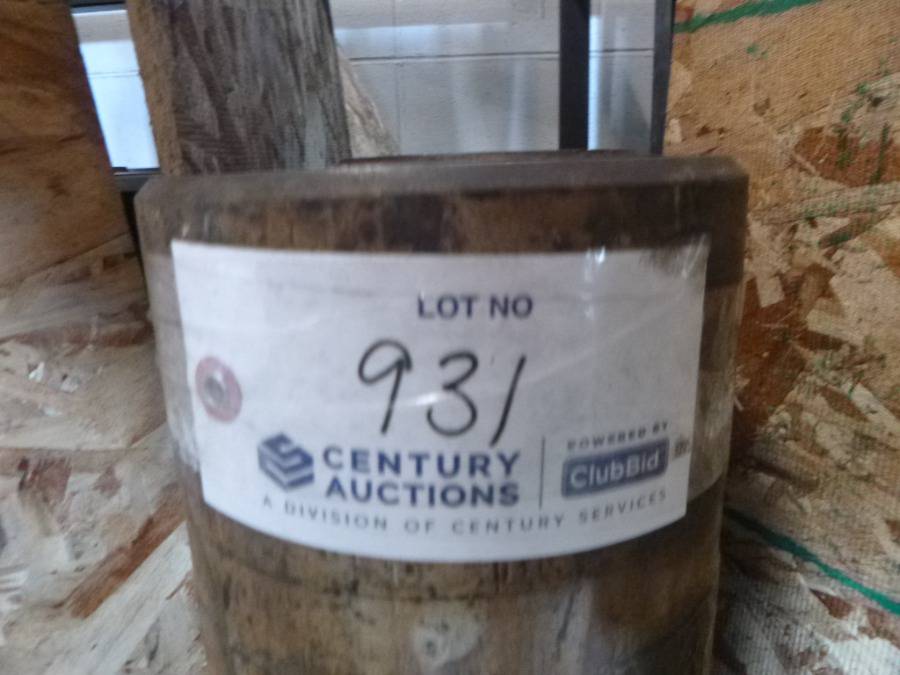 LOT NO
931
CENTURY
AUCTIONS
POWERED BY
ClubBid
A DIVISION OF CENTURY SERVICES